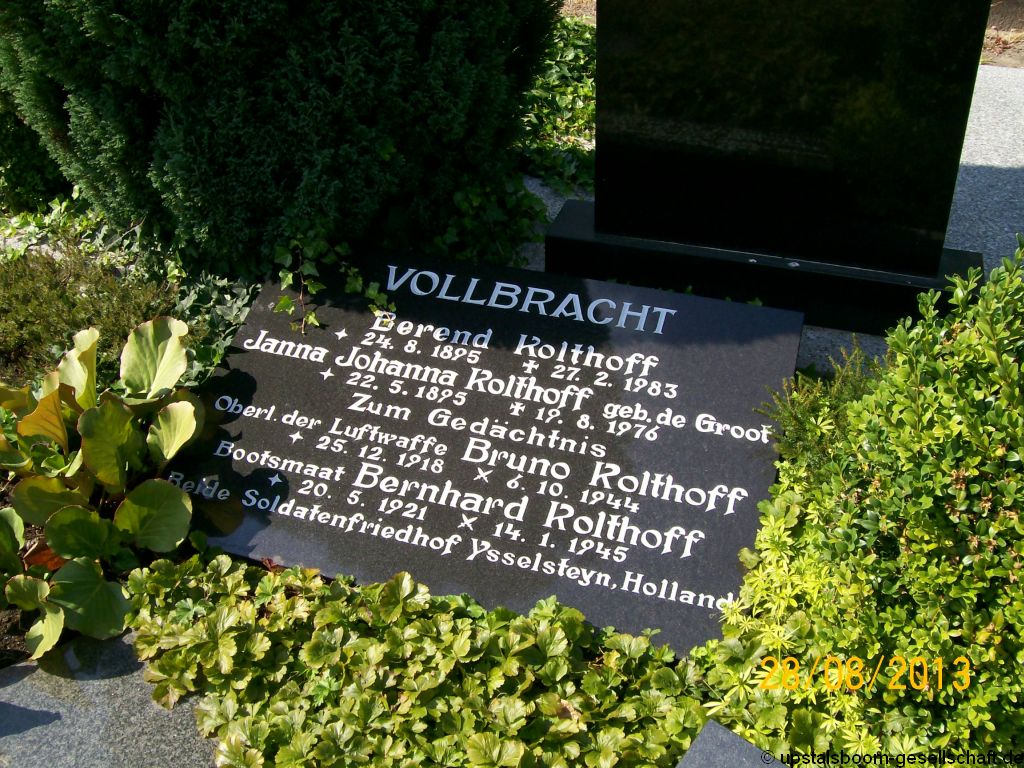 VOLLBRACHT
Berend Kolthoff
✦ 24. 8. 1895 ✝ 27. 2. 1983
Janna Johanna Kolthoff geb. de Groot
✦ 22. 5. 1895 ✝ 19. 8. 1976
Zum Gedächtnis
Oberl. der Luftwaffe Bruno Kolthoff
✦ 25. 12. 1918 × 6. 10. 1944
Bootsmaat Bernhard Kolthoff
✦ 20. 5. 1921 × 14. 1. 1945
Beide Soldatenfriedhof Ysselsteyn, Holland
28/08/2013
© upstalsboom-gesellschaft.de